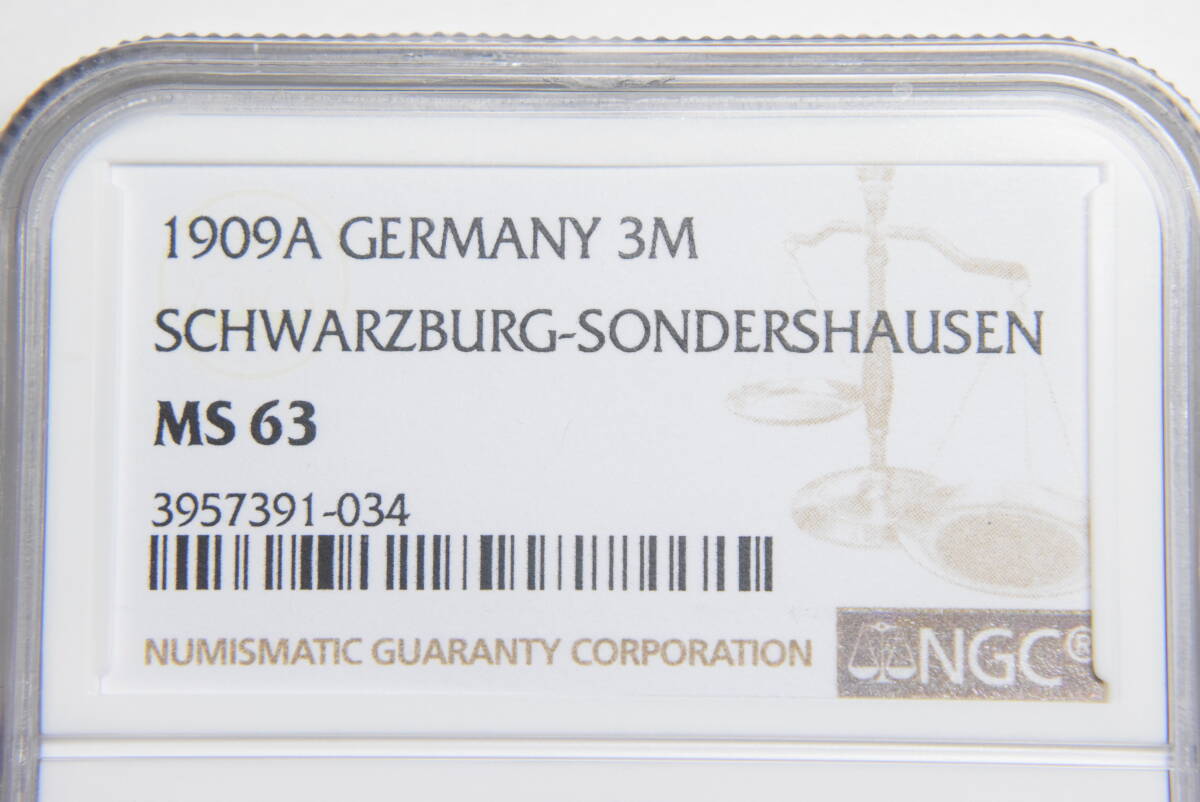 1909A GERMANY 3M
SCHWARZBURG-SONDERSHAUSEN
MS 63
3957391-034
NUMISMATIC GUARANTY CORPORATION
NGC®